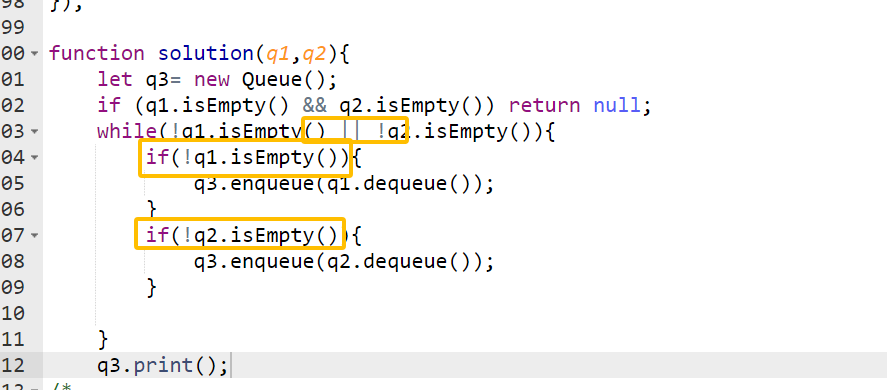 98 });
99
00 function solution(q1,q2){
01 let q3= new Queue();
02 if (q1.isEmpty() && q2.isEmpty()) return null;
03 while(!q1.isEmpty() || !q2.isEmpty()){
04 if(!q1.isEmpty()){
05 q3.enqueue(q1.dequeue());
06 }
07 if(!q2.isEmpty()){
08 q3.enqueue(q2.dequeue());
09 }
10
11 }
12 q3.print();
13 /*